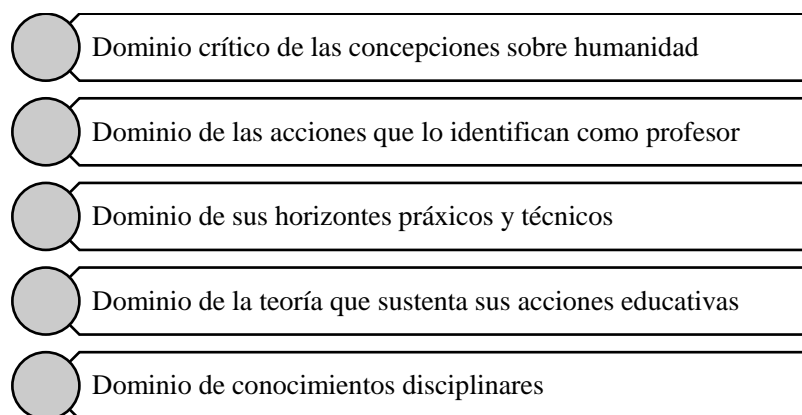 Dominio crítico de las concepciones sobre humanidad
Dominio de las acciones que lo identifican como profesor
Dominio de sus horizontes práxicos y técnicos
Dominio de la teoría que sustenta sus acciones educativas
Dominio de conocimientos disciplinares